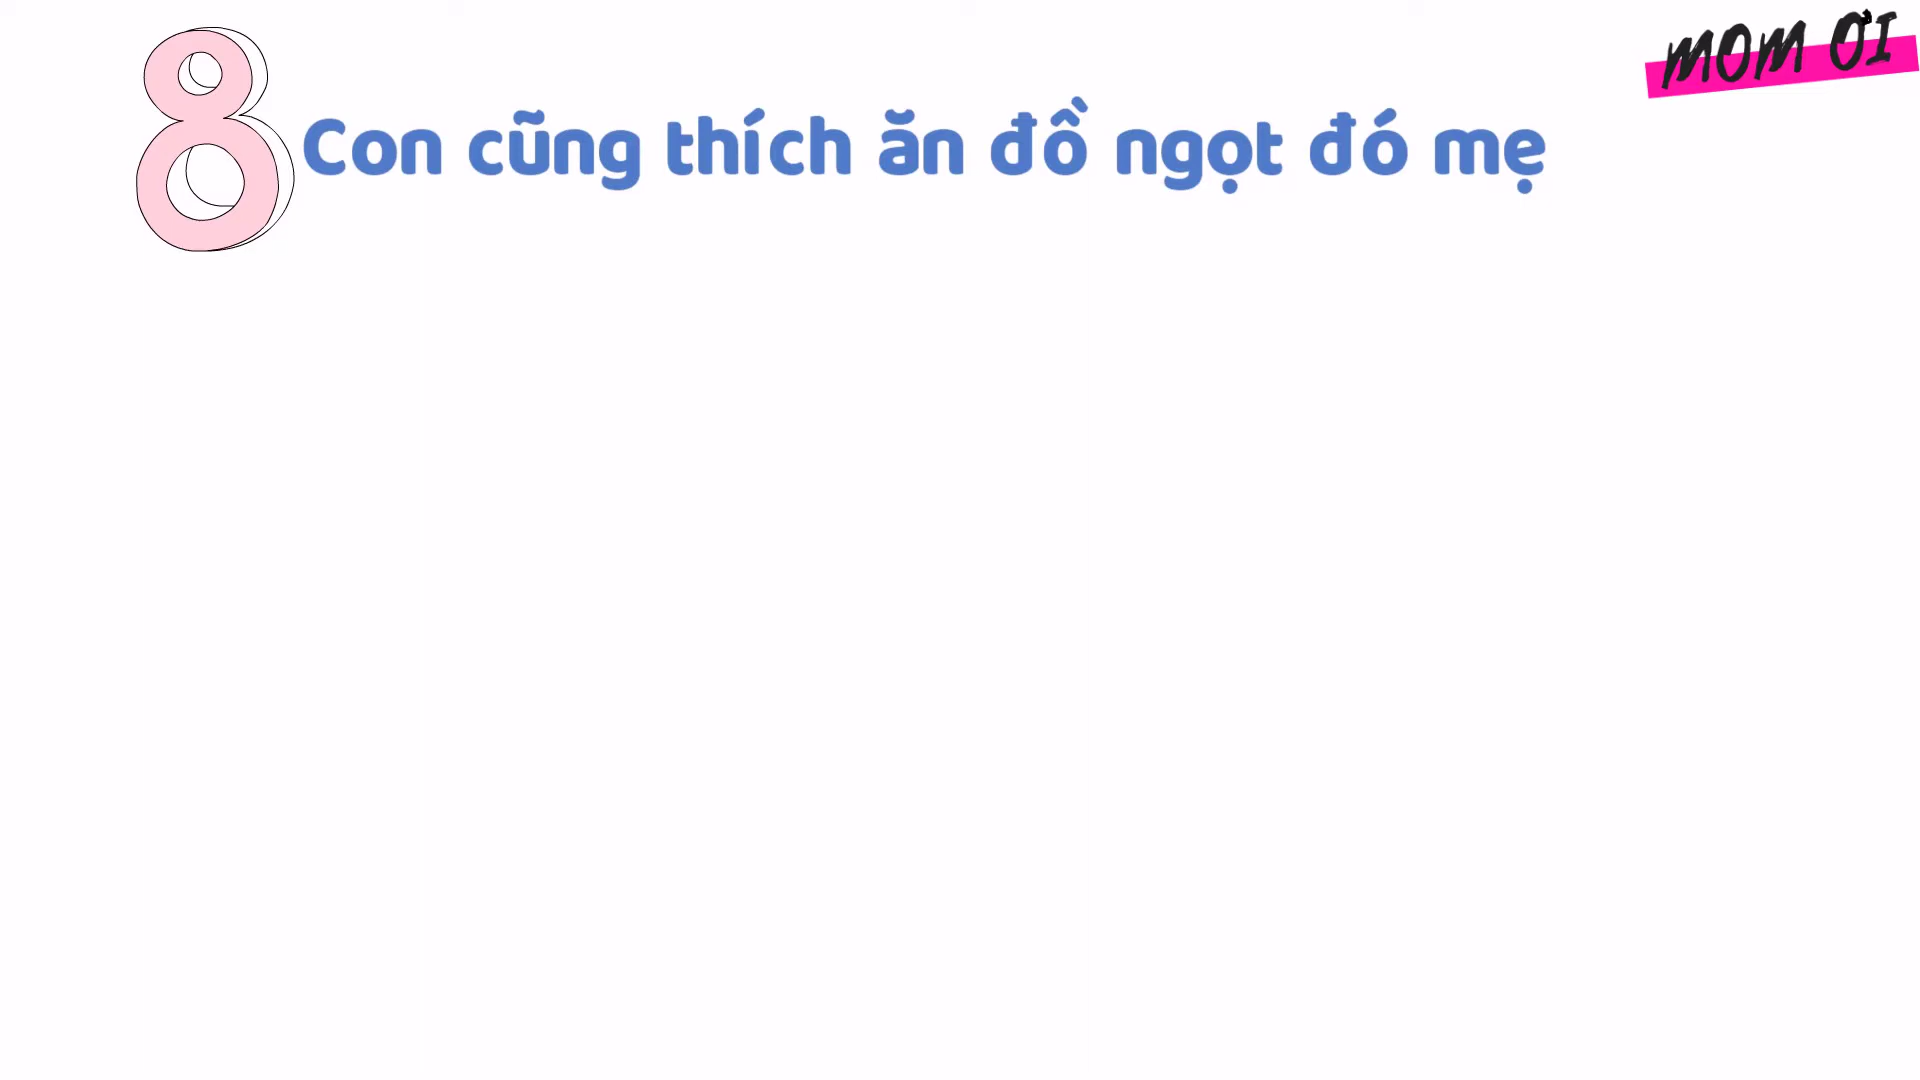 MOM ƠI
8
Con cũng thích ăn đồ ngọt đó mẹ